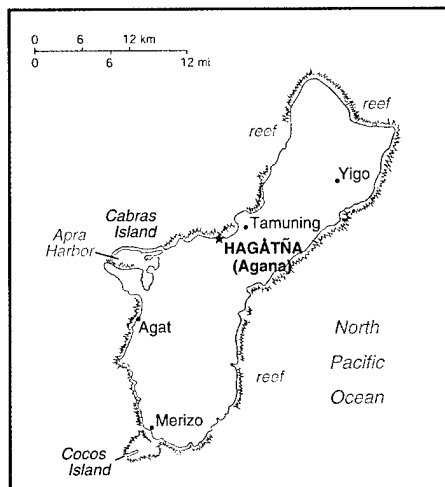 0 6 12 km
0 6 12 mi
reef
reef
Yigo
Cabras
Island
Tamuning
Apra
Harbor
HAGÅTÑA
(Agana)
North
Agat
Pacific
reef
Ocean
Merizo
Cocos
Island